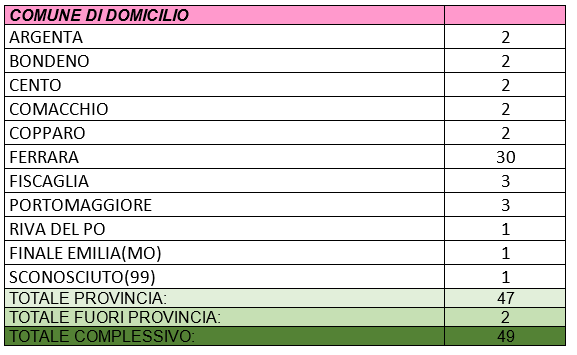 COMUNE DI DOMICILIO
ARGENTA 2
BONDENO 2
CENTO 2
COMACCHIO 2
COPPARO 2
FERRARA 30
FISCAGLIA 3
PORTOMAGGIORE 3
RIVA DEL PO 1
FINALE EMILIA(MO) 1
SCONOSCIUTO(99) 1
TOTALE PROVINCIA: 47
TOTALE FUORI PROVINCIA: 2
TOTALE COMPLESSIVO: 49